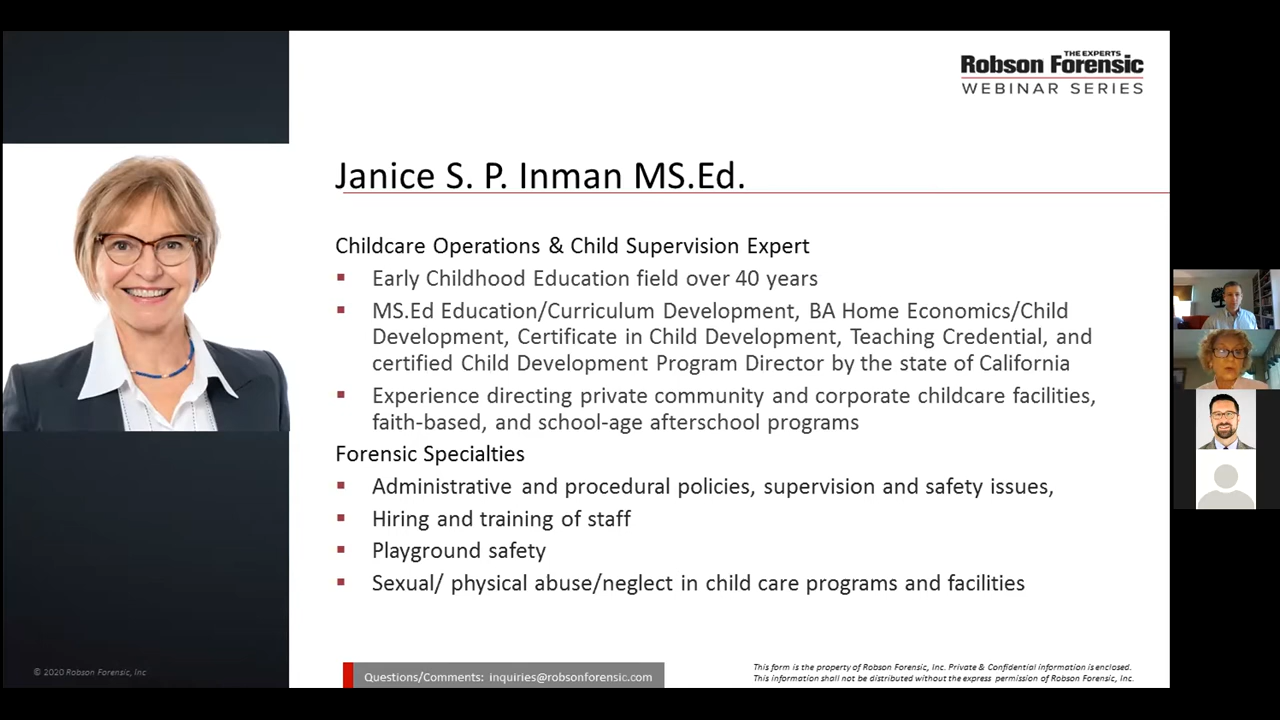 THE EXPERTS
Robson Forensic
WEBINAR SERIES
Janice S. P. Inman MS.Ed.
Childcare Operations & Child Supervision Expert
▪ Early Childhood Education field over 40 years
▪ MS.Ed Education/Curriculum Development, BA Home Economics/Child
Development, Certificate in Child Development, Teaching Credential, and
certified Child Development Program Director by the state of California
▪ Experience directing private community and corporate childcare facilities,
faith-based, and school-age afterschool programs
Forensic Specialties
▪ Administrative and procedural policies, supervision and safety issues,
▪ Hiring and training of staff
▪ Playground safety
▪ Sexual/ physical abuse/neglect in child care programs and facilities
© 2020 Robson Forensic, Inc
Questions/Comments: inquiries@robsonforensic.com
This form is the property of Robson Forensic, Inc. Private & Confidential information is enclosed.
This information shall not be distributed without the express permission of Robson Forensic, Inc.